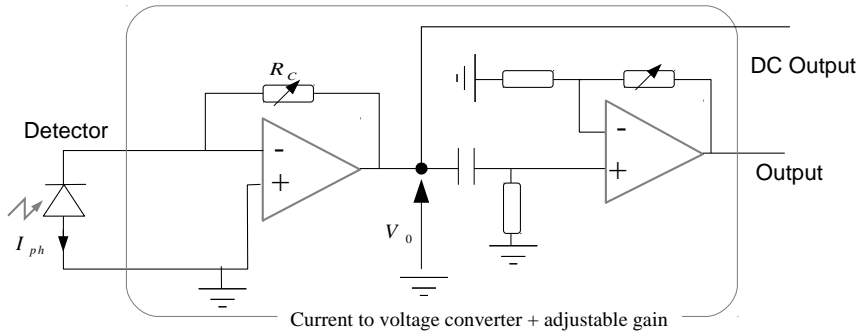 R C
DC Output
Detector
-
+
-
+
Output
I ph
V 0
Current to voltage converter + adjustable gain